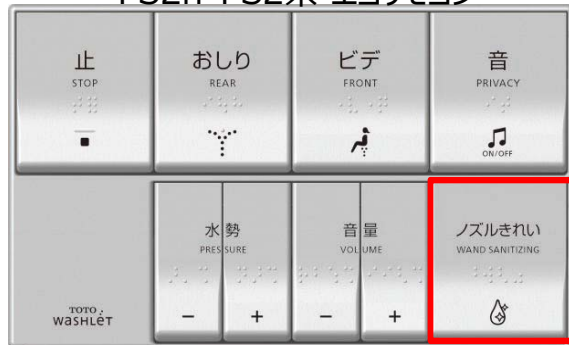 止
STOP
おしり
REAR
ビデ
FRONT
音
PRIVACY
ON/OFF
水勢
PRESSURE
- +
音量
VOLUME
- +
ノズルきれい
WAND SANITIZING
TOTO
WASHLET